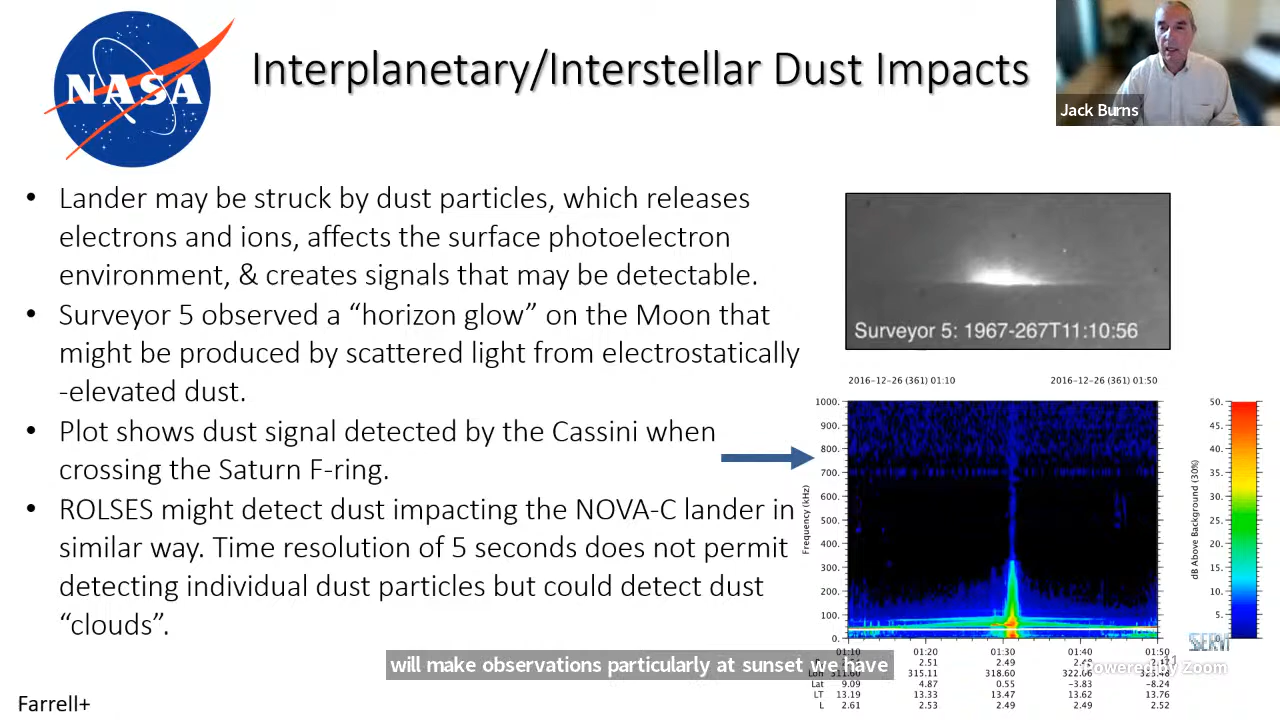 NASA
Interplanetary/Interstellar Dust Impacts
Jack Burns
• Lander may be struck by dust particles, which releases
electrons and ions, affects the surface photoelectron
environment, & creates signals that may be detectable.
• Surveyor 5 observed a “horizon glow” on the Moon that
might be produced by scattered light from electrostatically
-elevated dust.
• Plot shows dust signal detected by the Cassini when
crossing the Saturn F-ring.
• ROLSES might detect dust impacting the NOVA-C lander in
similar way. Time resolution of 5 seconds does not permit
detecting individual dust particles but could detect dust
“clouds”.
Surveyor 5: 1967-267T11:10:56
2016-12-26 (361) 01:10 2016-12-26 (361) 01:50
1000.
900.
800.
700.
600.
500.
400.
300.
200.
100.
0.
Frequency (kHz)
50.
45.
40.
35.
30.
25.
20.
15.
10.
5.
0.
dB Above Background (30%)
01:10 01:20 01:30 01:40 01:50
2.51 2.49
Lon 311.60 315.11 318.60 322.06
Lat 9.09 4.87 0.55 -3.83 -8.24
LT 13.19 13.33 13.47 13.62 13.76
L 2.61 2.53 2.49 2.49 2.52
will make observations particularly at sunset we have
Powered by Zoom
Farrell+